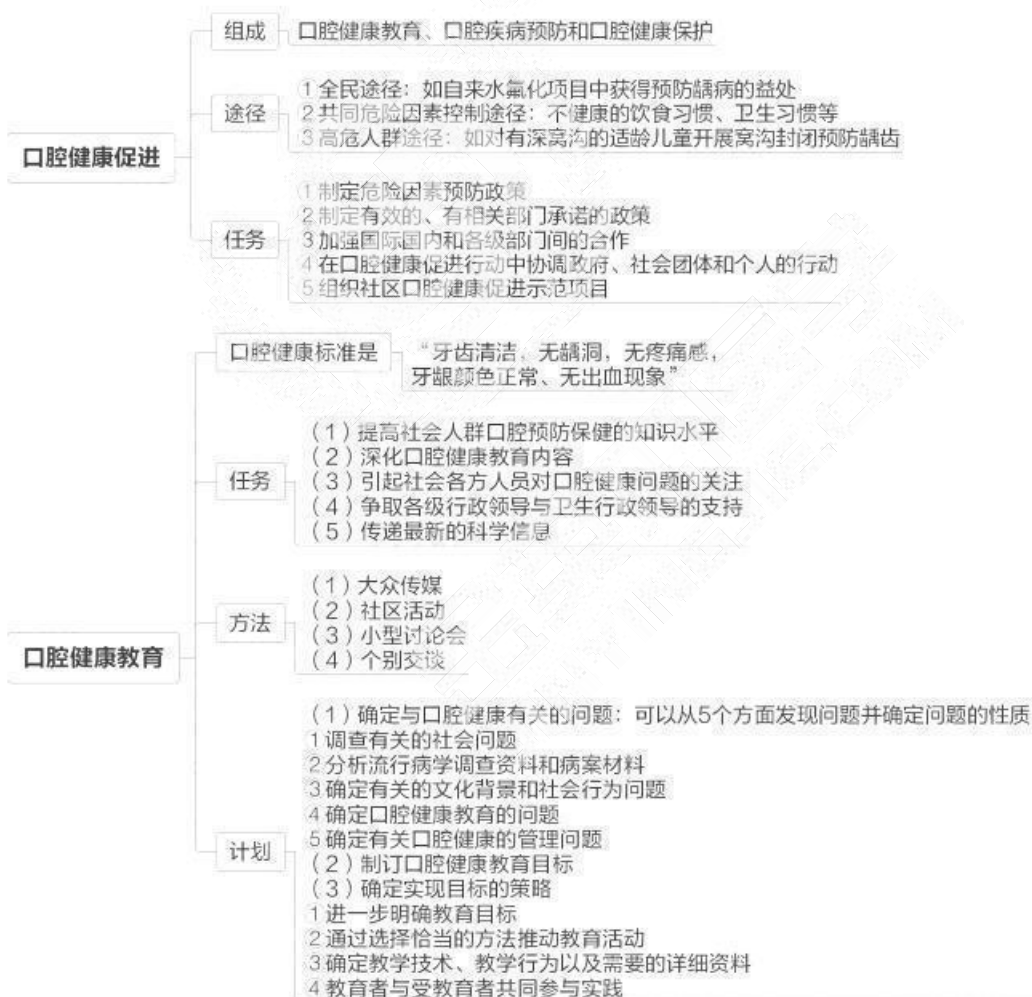 组成
口腔健康教育、口腔疾病预防和口腔健康保护
途径
1 全民途径：如自来水氟化项目中获得预防龋病的益处
2 共同危险因素控制途径：不健康的饮食习惯、卫生习惯等
3 高危人群途径：如对有深窝沟的适龄儿童开展窝沟封闭预防龋齿
口腔健康促进
任务
1 制定危险因素预防政策
2 制定有效的、有相关部门承诺的政策
3 加强国际国内和各级部门间的合作
4 在口腔健康促进行动中协调政府、社会团体和个人的行动
5 组织社区口腔健康促进示范项目
口腔健康标准是
“牙齿清洁、无龋洞，无疼痛感，
牙龈颜色正常、无出血现象”
任务
（1）提高社会人群口腔预防保健的知识水平
（2）深化口腔健康教育内容
（3）引起社会各方人员对口腔健康问题的关注
（4）争取各级行政领导与卫生行政领导的支持
（5）传递最新的科学信息
方法
（1）大众传媒
（2）社区活动
（3）小型讨论会
（4）个别交谈
口腔健康教育
计划
（1）确定与口腔健康有关的问题：可以从5个方面发现问题并确定问题的性质
1 调查有关的社会问题
2 分析流行病学调查资料和病案材料
3 确定有关的文化背景和社会行为问题
4 确定口腔健康教育的问题
5 确定有关口腔健康的管理问题
（2）制订口腔健康教育目标
（3）确定实现目标的策略
1 进一步明确教育目标
2 通过选择恰当的方法推动教育活动
3 确定教学技术、教学行为以及需要的详细资料
4 教育者与受教育者共同参与实践